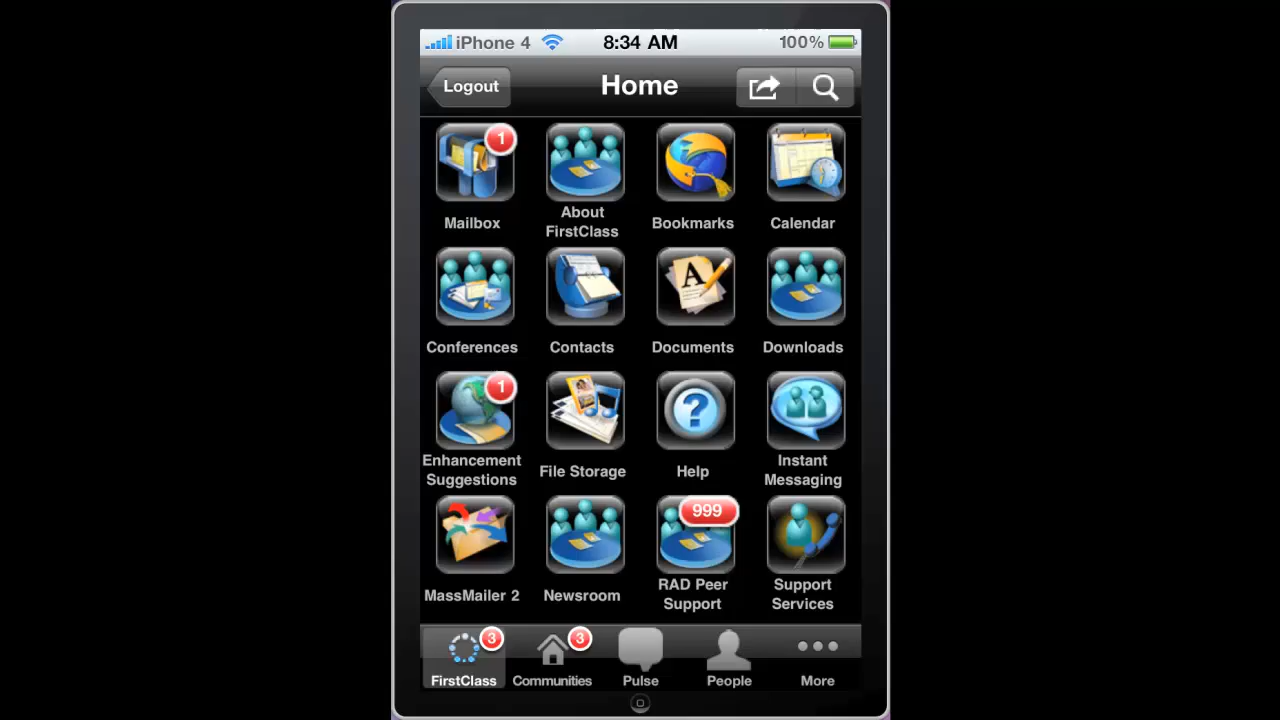 iPhone 4 8:34 AM 100%
Logout Home
1
Mailbox About FirstClass Bookmarks Calendar
A
Conferences Contacts Documents Downloads
1 ?
Enhancement Suggestions File Storage Help Instant Messaging
999
MassMailer 2 Newsroom RAD Peer Support Support Services
3 3
FirstClass Communities Pulse People More